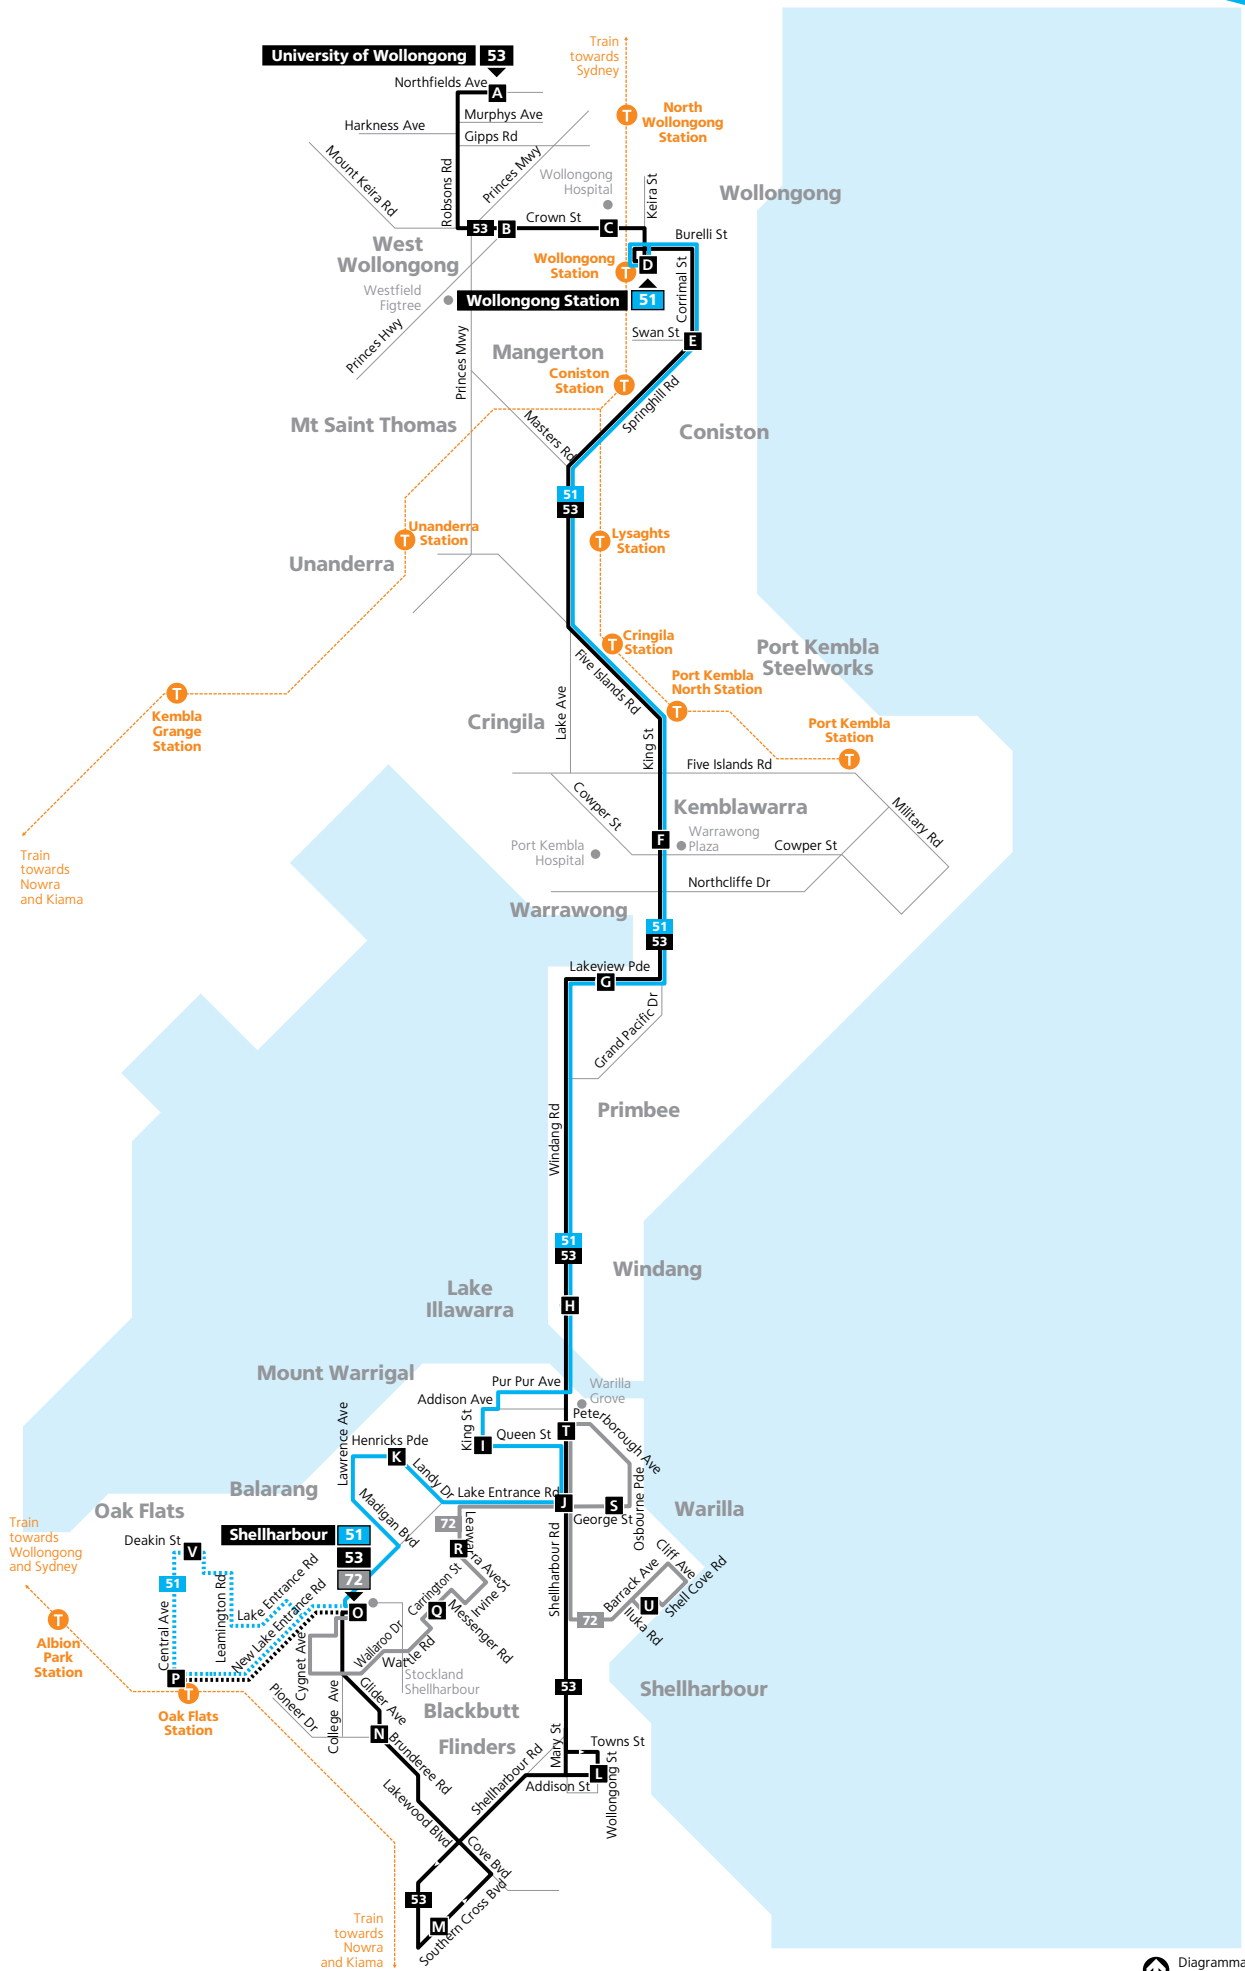 University of Wollongong 53
Train
towards
Sydney
Northfields Ave
A
T
North
Wollongong
Station
Murphys Ave
Harkness Ave
Gipps Rd
Mount Keira Rd
Robsons Rd
Princes Mwy
Wollongong
Hospital
Keira St
Wollongong
53
B
Crown St
C
Burelli St
West
Wollongong
Wollongong
Station
T
D
Corrimal St
Westfield
Figtree
Wollongong Station 51
Princes Hwy
Princes Mwy
Swan St
E
Mangerton
Coniston
Station
T
Springhill Rd
Mt Saint Thomas
Masters Rd
Coniston
51
53
T
Unanderra
Station
T
Lysaghts
Station
Unanderra
T
Cringila
Station
Five Islands Rd
Port Kembla
Steelworks
Port Kembla
North Station
T
T
Kembla
Grange
Station
Cringila
Lake Ave
King St
Port Kembla
Station
T
Five Islands Rd
Cowper St
Kemblawarra
Military Rd
F
Warrawong
Plaza
Port Kembla
Hospital
Cowper St
Train
towards
Nowra
and Kiama
Northcliffe Dr
Warrawong
51
53
Lakeview Pde
G
Grand Pacific Dr
Primbee
Windang Rd
51
53
Windang
Lake
Illawarra
H
Mount Warrigal
Pur Pur Ave
Warilla
Grove
Addison Ave
King St
Peterborough Ave
T
Queen St
I
Lawrence Ave
Henricks Pde
K
Landy Dr
Lake Entrance Rd
J
S
George St
Osbourne Pde
Warilla
Balarang
Oak Flats
Madigan Bvd
Train
towards
Wollongong
and Sydney
Deakin St
V
Shellharbour 51
53
72
72
Leawarra Ave
R
Shellharbour Rd
Cliff Ave
Barrack Ave
Shell Cove Rd
51
Leamington Rd
Lake Entrance Rd
New Lake Entrance Rd
O
Carrington St
Irvine St
Q
Messenger Rd
U
72
Illuka Rd
T
Albion
Park
Station
Central Ave
P
T
Oak Flats
Station
Cygnet Ave
Wallaroo Dr
Wattle Rd
Stockland
Shellharbour
Pioneer Dr
College Ave
Glider Ave
Blackbutt
53
Shellharbour
N
Brunderee Rd
Flinders
Mary St
Towns St
Shellharbour Rd
L
Addison St
Wollongong St
Lakewood Blvd
Cove Bvd
53
M
Southern Cross Bvd
Train
towards
Nowra
and Kiama
Diagramma